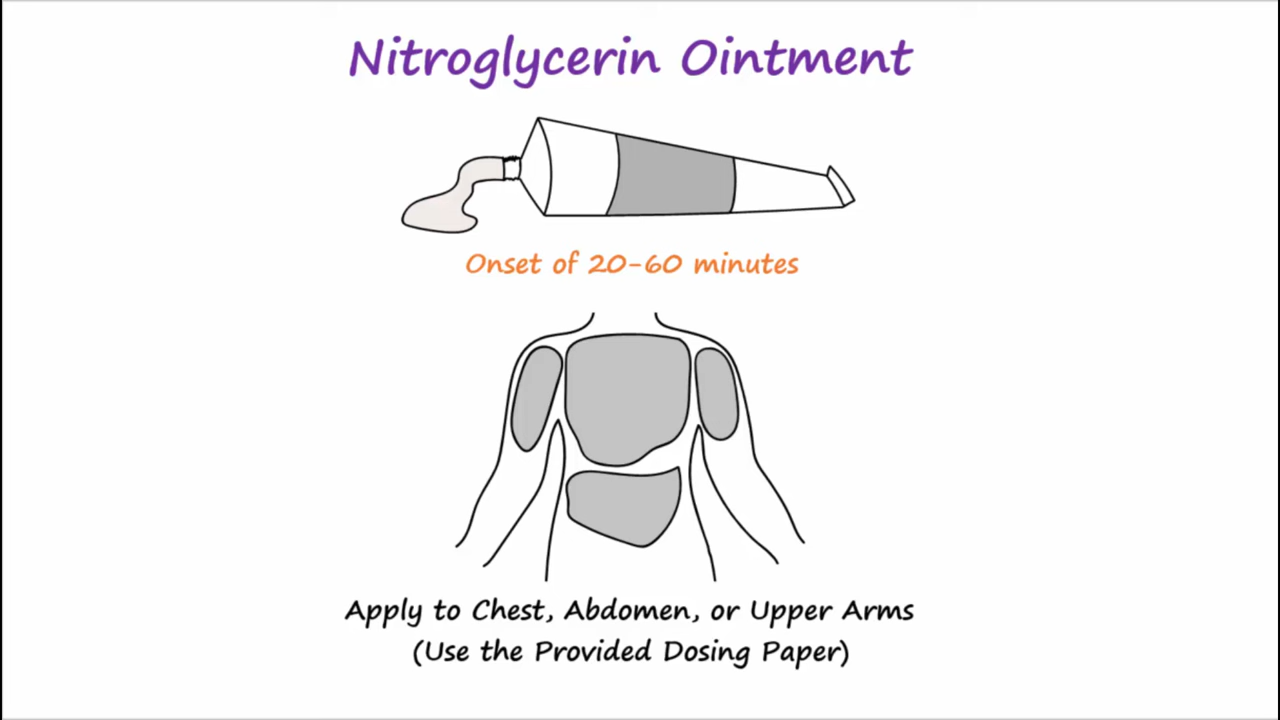 Nitroglycerin Ointment
Onset of 20-60 minutes
Apply to Chest, Abdomen, or Upper Arms
(Use the Provided Dosing Paper)